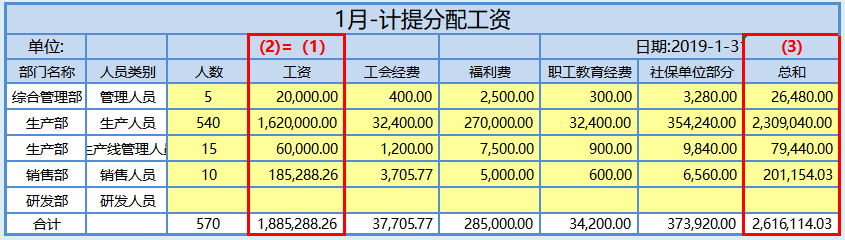 1月-计提分配工资
单位: (2)=（1） 日期:2019-1-31 (3)
部门名称 人员类别 人数 工资 工会经费 福利费 职工教育经费 社保单位部分 总和
综合管理部 管理人员 5 20,000.00 400.00 2,500.00 300.00 3,280.00 26,480.00
生产部 生产人员 540 1,620,000.00 32,400.00 270,000.00 32,400.00 354,240.00 2,309,040.00
生产部 生产线管理人员 15 60,000.00 1,200.00 7,500.00 900.00 9,840.00 79,440.00
销售部 销售人员 10 185,288.26 3,705.77 5,000.00 600.00 6,560.00 201,154.03
研发部 研发人员
合计 570 1,885,288.26 37,705.77 285,000.00 34,200.00 373,920.00 2,616,114.03